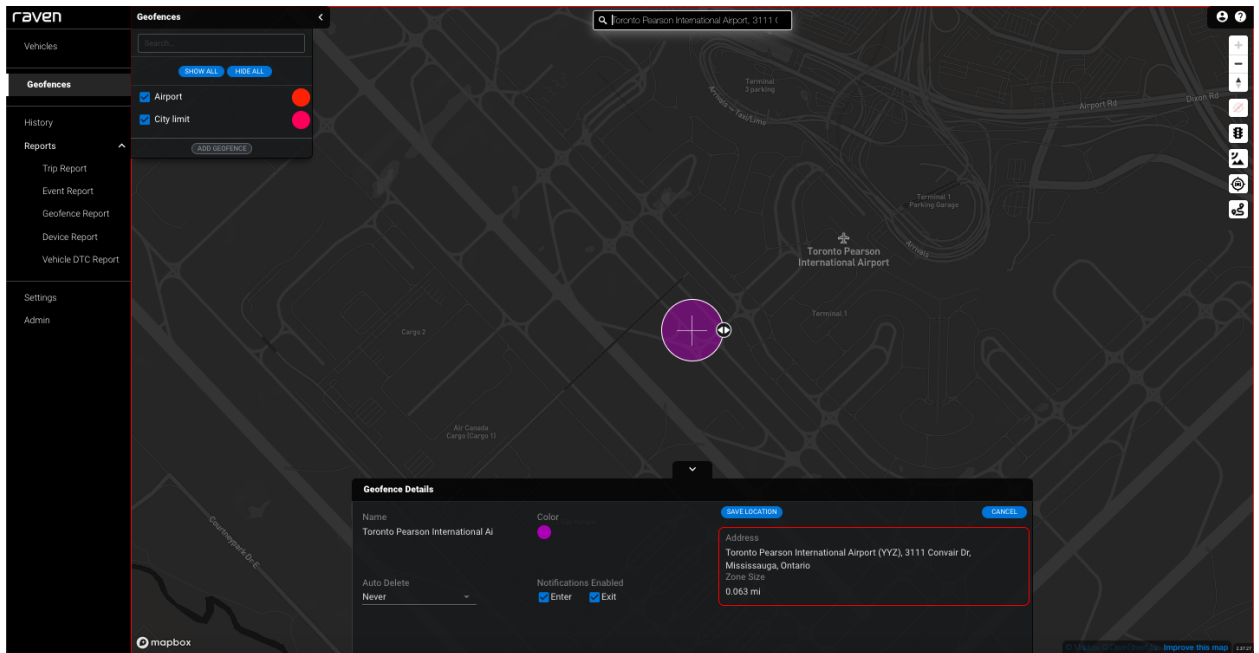 raven
Vehicles
Geofences
History
Reports
Trip Report
Event Report
Geofence Report
Device Report
Vehicle DTC Report
Settings
Admin
Geofences
Search...
SHOW ALL
HIDE ALL
Airport
City limit
ADD GEOFENCE
Toronto Pearson International Airport, 3111 (
Terminal
3 parking
Arrivals → Taxi/Limo
Airport Rd
Dixon Rd
Terminal 1
Parking Garage
Arrivals
Toronto Pearson
International Airport
Terminal 1
Cargo 2
Air Canada
Cargo (Cargo 1)
Courtneypark Dr E
Geofence Details
Name
Toronto Pearson International Ai
Color
Auto Delete
Never
Notifications Enabled
Enter
Exit
SAVE LOCATION
CANCEL
Address
Toronto Pearson International Airport (YYZ), 3111 Convair Dr,
Mississauga, Ontario
Zone Size
0.063 mi
mapbox
© Mapbox © OpenStreetMap Improve this map